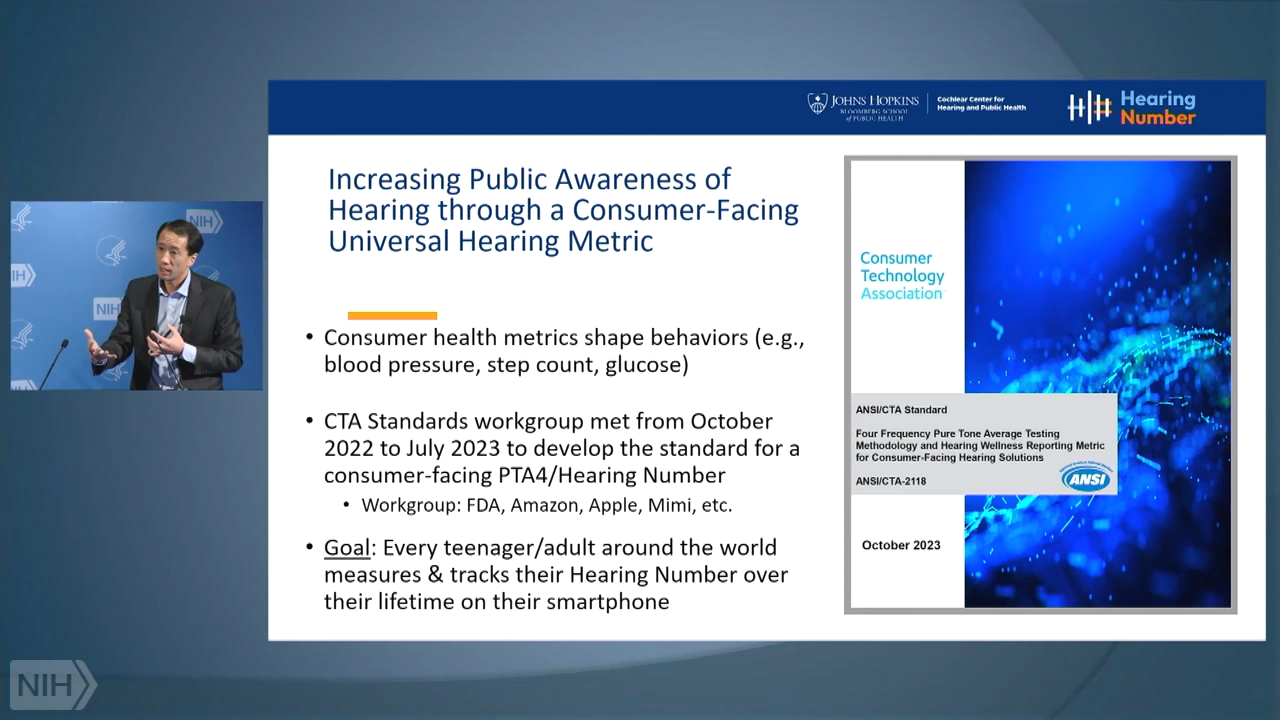 JOHNS HOPKINS
BLOOMBERG SCHOOL
of PUBLIC HEALTH
Cochlear Center for
Hearing and Public Health
Hearing
Number
Increasing Public Awareness of
Hearing through a Consumer-Facing
Universal Hearing Metric
• Consumer health metrics shape behaviors (e.g.,
blood pressure, step count, glucose)
• CTA Standards workgroup met from October
2022 to July 2023 to develop the standard for a
consumer-facing PTA4/Hearing Number
• Workgroup: FDA, Amazon, Apple, Mimi, etc.
• Goal: Every teenager/adult around the world
measures & tracks their Hearing Number over
their lifetime on their smartphone
Consumer
Technology
Association
ANSI/CTA Standard
Four Frequency Pure Tone Average Testing
Methodology and Hearing Wellness Reporting Metric
for Consumer-Facing Hearing Solutions
ANSI/CTA-2118
ANSI
October 2023
NIH
NIH
NIH
NIH